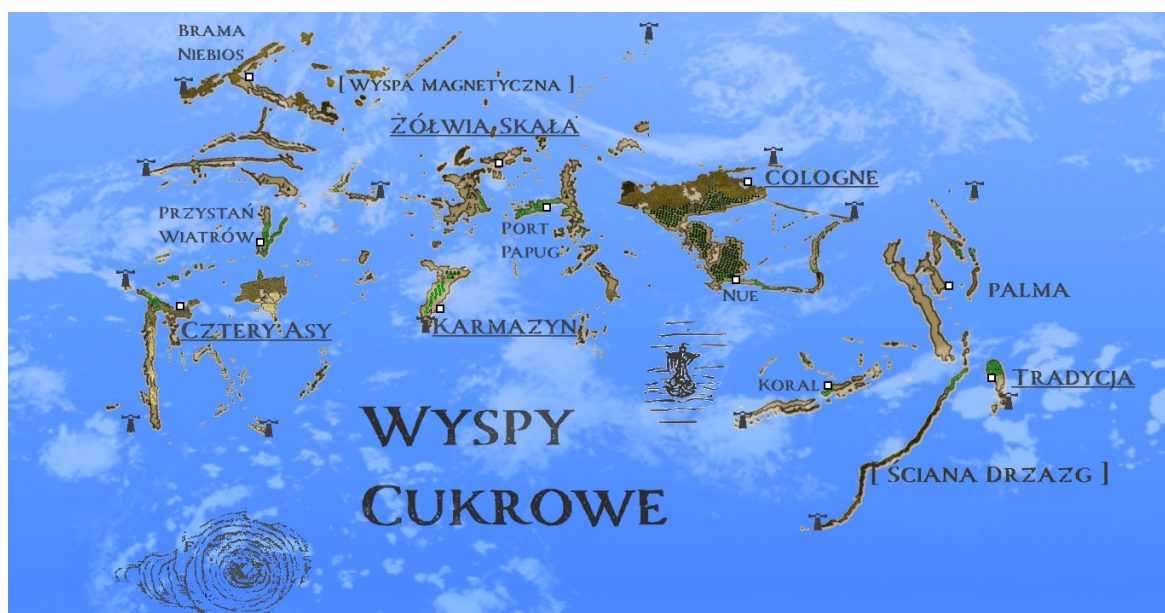 Brama
Niebios
[ Wyspa Magnetyczna ]
Żółwia Skała
Cologne
Przystań
Wiatrów
Port
Papug
Nue
Palma
Cztery Asy
Karmazyn
Koral
Tradycja
Wyspy
Cukrowe
[ Ściana Drzazg ]